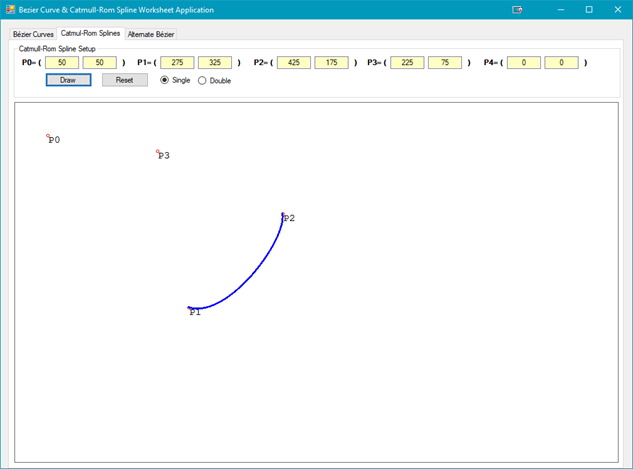 Bezier Curve & Catmull-Rom Spline Worksheet Application
Bézier Curves Catmul-Rom Splines Alternate Bézier
Catmull-Rom Spline Setup
P0= ( 50 50 ) P1= ( 275 325 ) P2= ( 425 175 ) P3= ( 225 75 ) P4= ( 0 0 )
Draw Reset Single Double
P0
P3
P2
P1